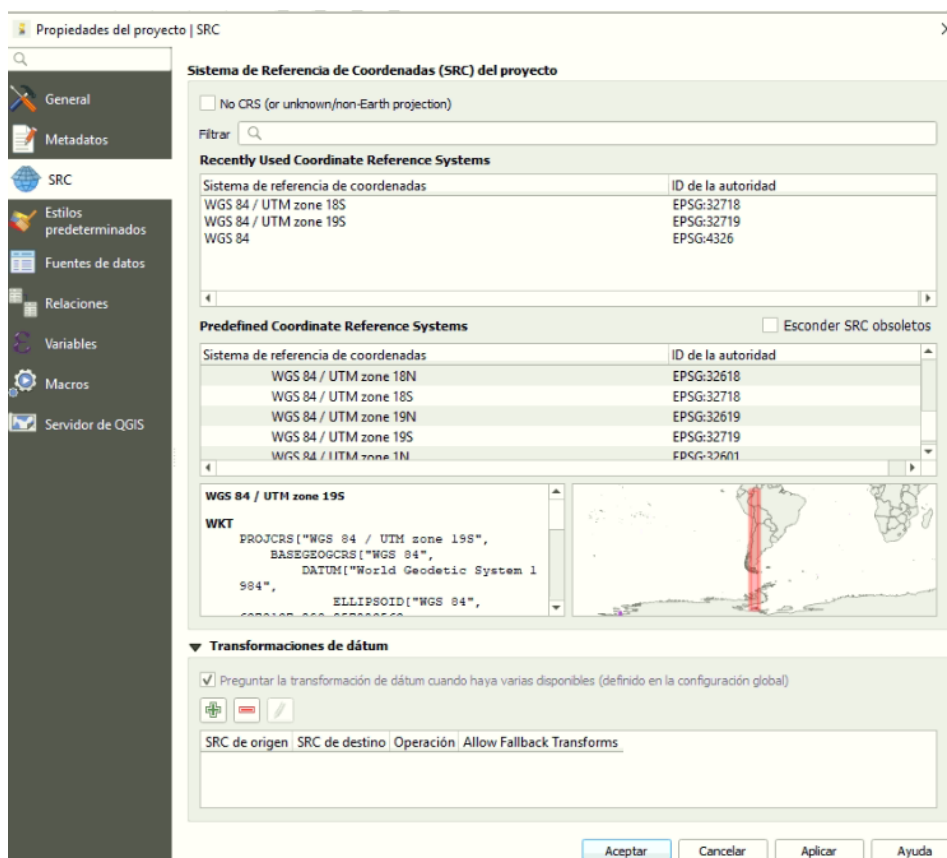 Propiedades del proyecto | SRC
General
Metadatos
SRC
Estilos
predeterminados
Fuentes de datos
Relaciones
Variables
Macros
Servidor de QGIS
Sistema de Referencia de Coordenadas (SRC) del proyecto
No CRS (or unknown/non-Earth projection)
Filtrar
Recently Used Coordinate Reference Systems
Sistema de referencia de coordenadas ID de la autoridad
WGS 84 / UTM zone 18S EPSG:32718
WGS 84 / UTM zone 19S EPSG:32719
WGS 84 EPSG:4326
Predefined Coordinate Reference Systems Esconder SRC obsoletos
Sistema de referencia de coordenadas ID de la autoridad
WGS 84 / UTM zone 18N EPSG:32618
WGS 84 / UTM zone 18S EPSG:32718
WGS 84 / UTM zone 19N EPSG:32619
WGS 84 / UTM zone 19S EPSG:32719
WGS 84 / UTM zone 1N EPSG:32601
WGS 84 / UTM zone 19S
WKT
PROJCRS["WGS 84 / UTM zone 19S",
BASEGEOGCRS["WGS 84",
DATUM["World Geodetic System 1
984",
ELLIPSOID["WGS 84",
Transformaciones de dátum
Preguntar la transformación de dátum cuando haya varias disponibles (definido en la configuración global)
SRC de origen SRC de destino Operación Allow Fallback Transforms
Aceptar Cancelar Aplicar Ayuda